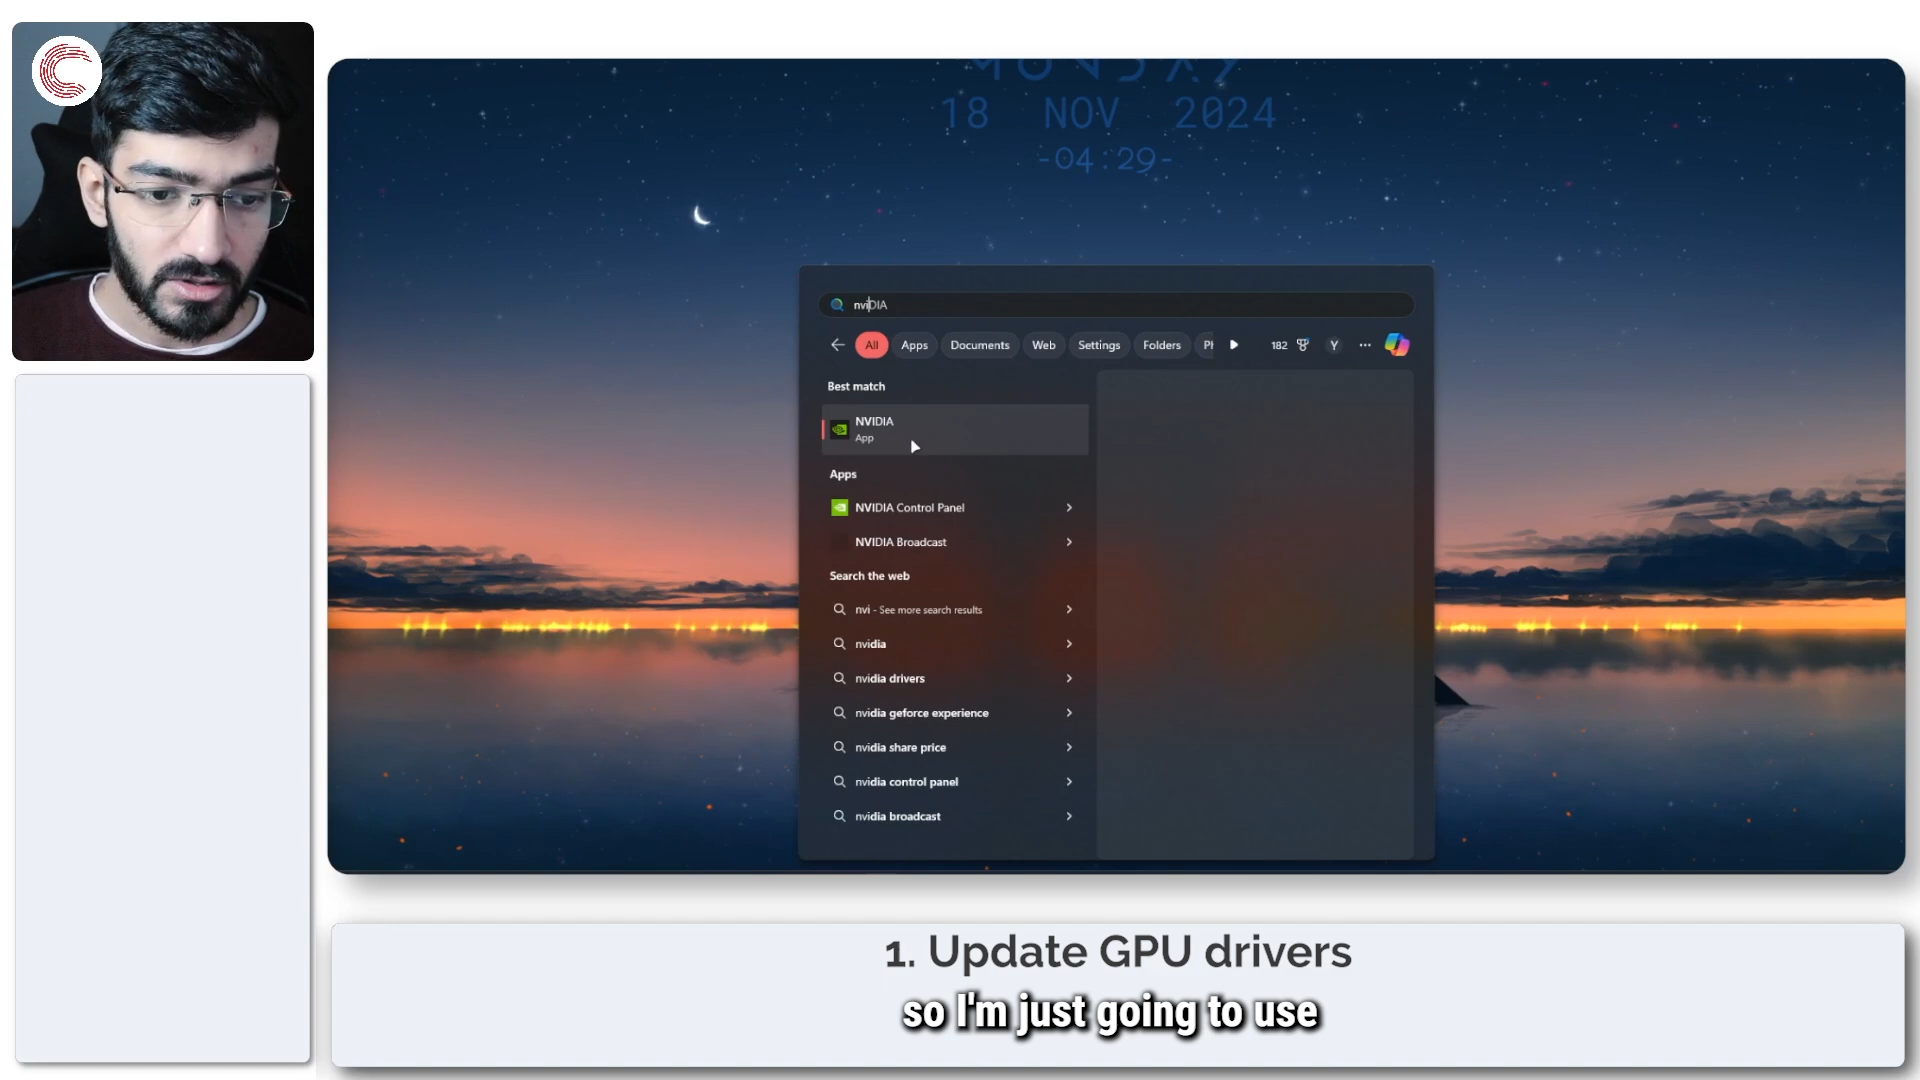 MONDAY
18 NOV 2024
-04:29-
nviDIA
All Apps Documents Web Settings Folders 182 Y ...
Best match
NVIDIA
App
Apps
NVIDIA Control Panel
NVIDIA Broadcast
Search the web
nvi - See more search results
nvidia
nvidia drivers
nvidia geforce experience
nvidia share price
nvidia control panel
nvidia broadcast
1. Update GPU drivers
so I'm just going to use